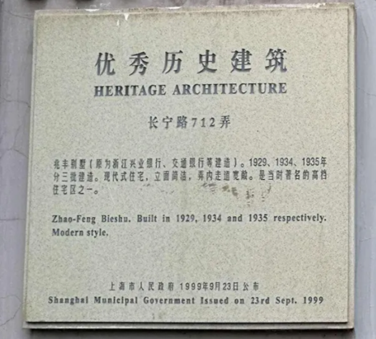 优秀历史建筑
HERITAGE ARCHITECTURE
长宁路712弄
兆丰别墅（原为浙江兴业银行、交通银行等建造）。1929、1934、1935年
分三批建造。现代式住宅，立面简洁，弄内走道宽敞。是当时著名的高档
住宅区之一。
Zhao-Feng Bieshu. Built in 1929, 1934 and 1935 respectively.
Modern style.
上海市人民政府 1999年9月23日公布
Shanghai Municipal Government Issued on 23rd Sept. 1999